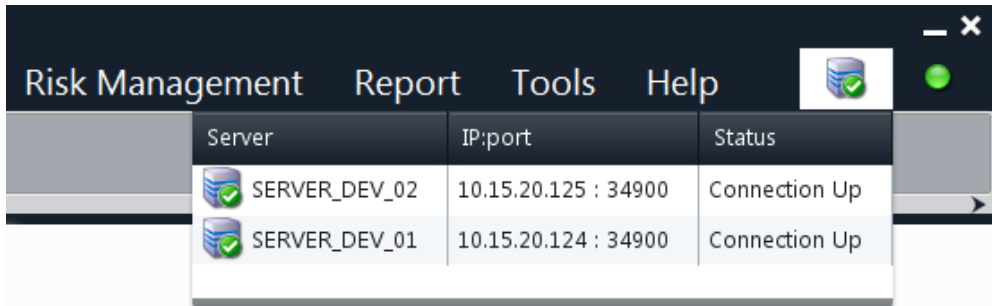 Risk Management Report Tools Help
Server IP:port Status
SERVER_DEV_02 10.15.20.125 : 34900 Connection Up
SERVER_DEV_01 10.15.20.124 : 34900 Connection Up